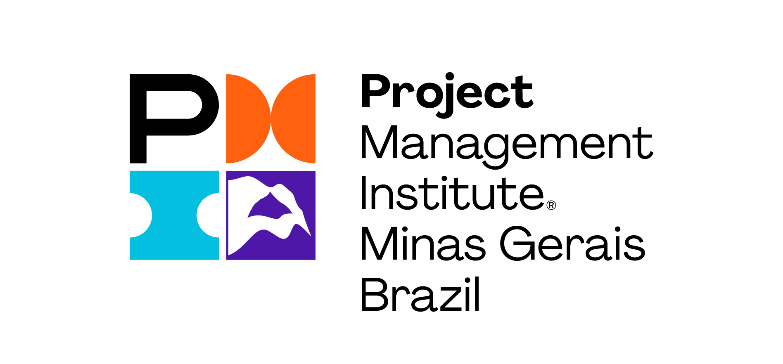 P
Project
Management
Institute®
Minas Gerais
Brazil